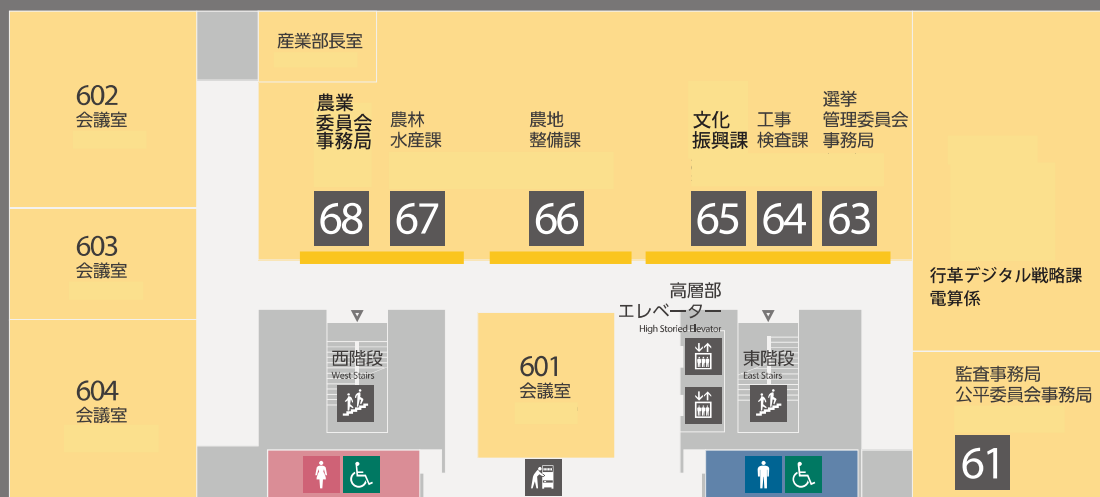 産業部長室
602
会議室
農業
委員会
事務局
農林
水産課
農地
整備課
文化
振興課
工事
検査課
選挙
管理委員会
事務局
68
67
66
65
64
63
603
会議室
行革デジタル戦略課
電算係
高層部
エレベーター
High Storied Elevator
西階段
West Stairs
601
会議室
東階段
East Stairs
604
会議室
監査事務局
公平委員会事務局
61